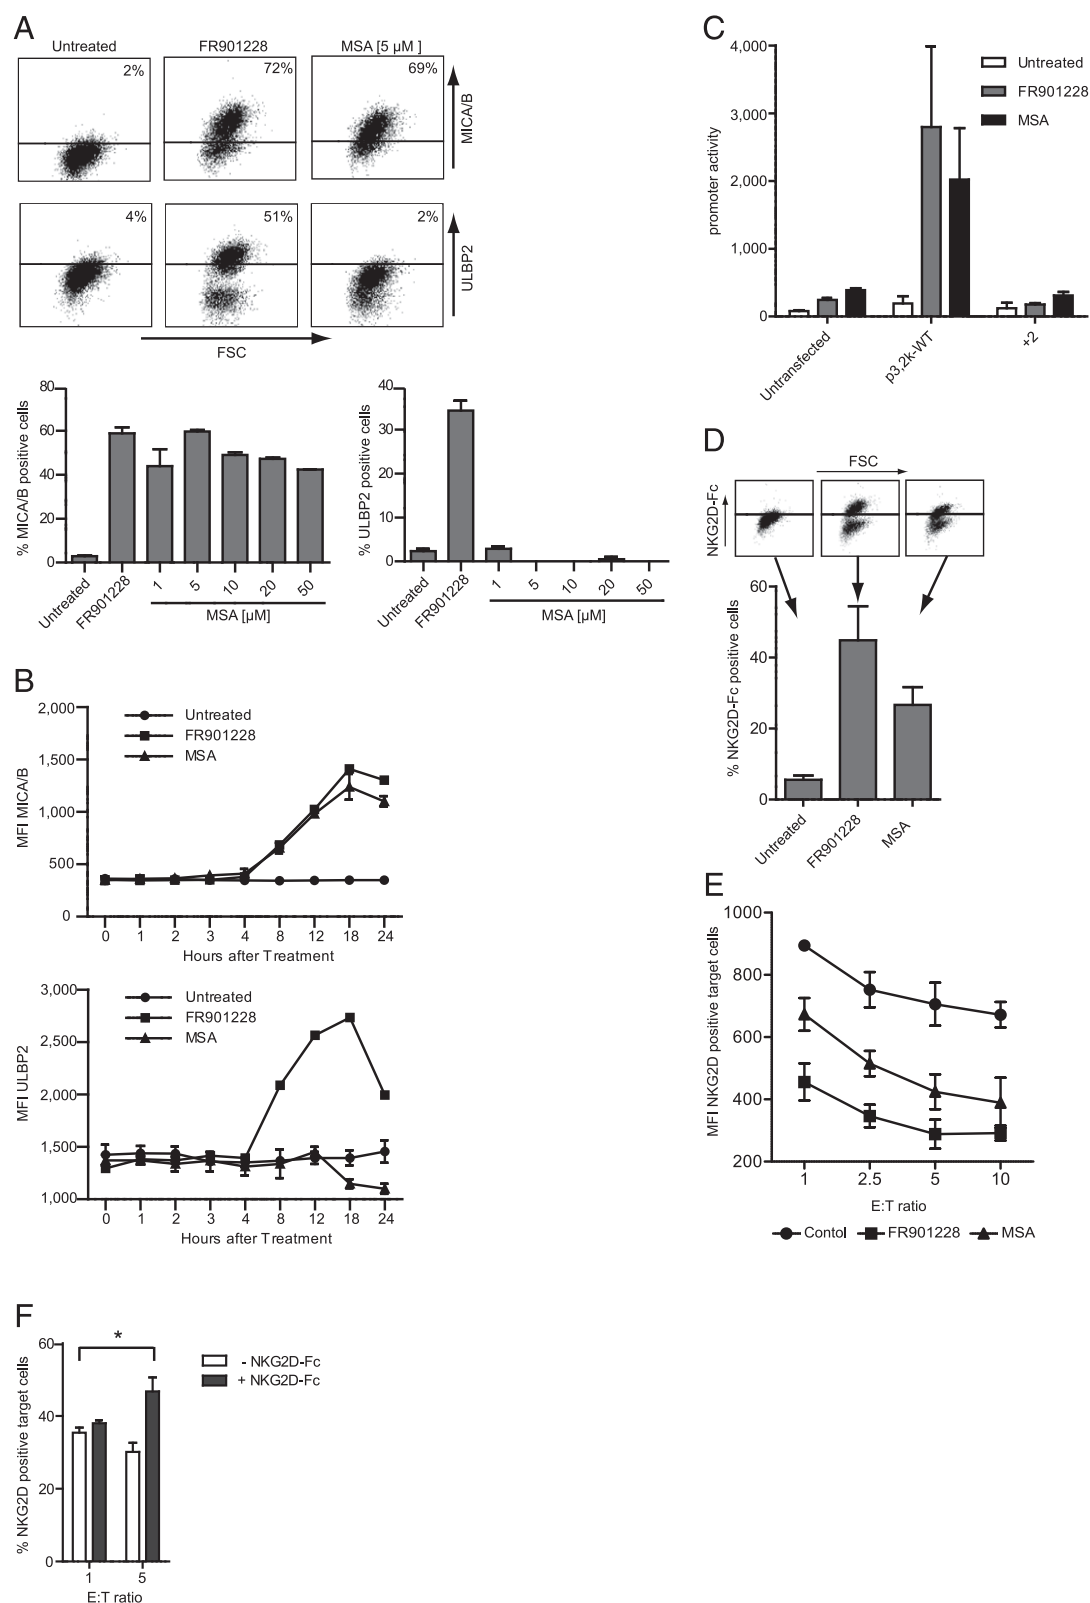 A
Untreated FR901228 MSA [5 µM ]
2% 72% 69%
MICA/B
4% 51% 2%
ULBP2
FSC
% MICA/B positive cells
80
60
40
20
0
Untreated FR901228 1 5 10 20 50
MSA [µM]
% ULBP2 positive cells
40
30
20
10
0
Untreated FR901228 1 5 10 20 50
MSA [µM]
B
MFI MICA/B
2,000
1,500
1,000
500
0
Untreated
FR901228
MSA
0 1 2 3 4 8 12 18 24
Hours after Treatment
MFI ULBP2
3,000
2,500
2,000
1,500
1,000
Untreated
FR901228
MSA
0 1 2 3 4 8 12 18 24
Hours after Treatment
C
promoter activity
4,000
3,000
2,000
1,000
0
Untreated
FR901228
MSA
Untransfected p3,2k-WT +2
D
FSC
NKG2D-Fc
% NKG2D-Fc positive cells
60
40
20
0
Untreated FR901228 MSA
E
MFI NKG2D positive target cells
1000
800
600
400
200
1 2.5 5 10
E:T ratio
Contol FR901228 MSA
F
% NKG2D positive target cells
60
40
20
0
*
- NKG2D-Fc
+ NKG2D-Fc
1 5
E:T ratio